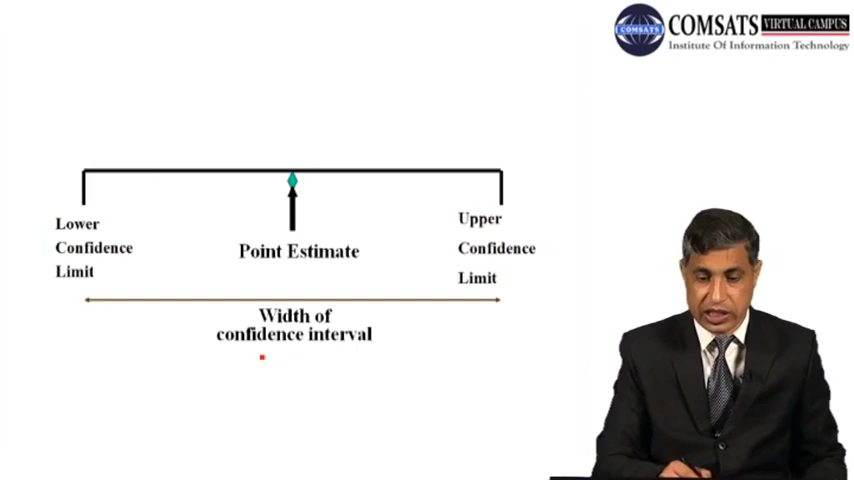 COMSATS VIRTUAL CAMPUS
COMSATS
Institute Of Information Technology
Lower
Confidence
Limit
Point Estimate
Upper
Confidence
Limit
Width of
confidence interval